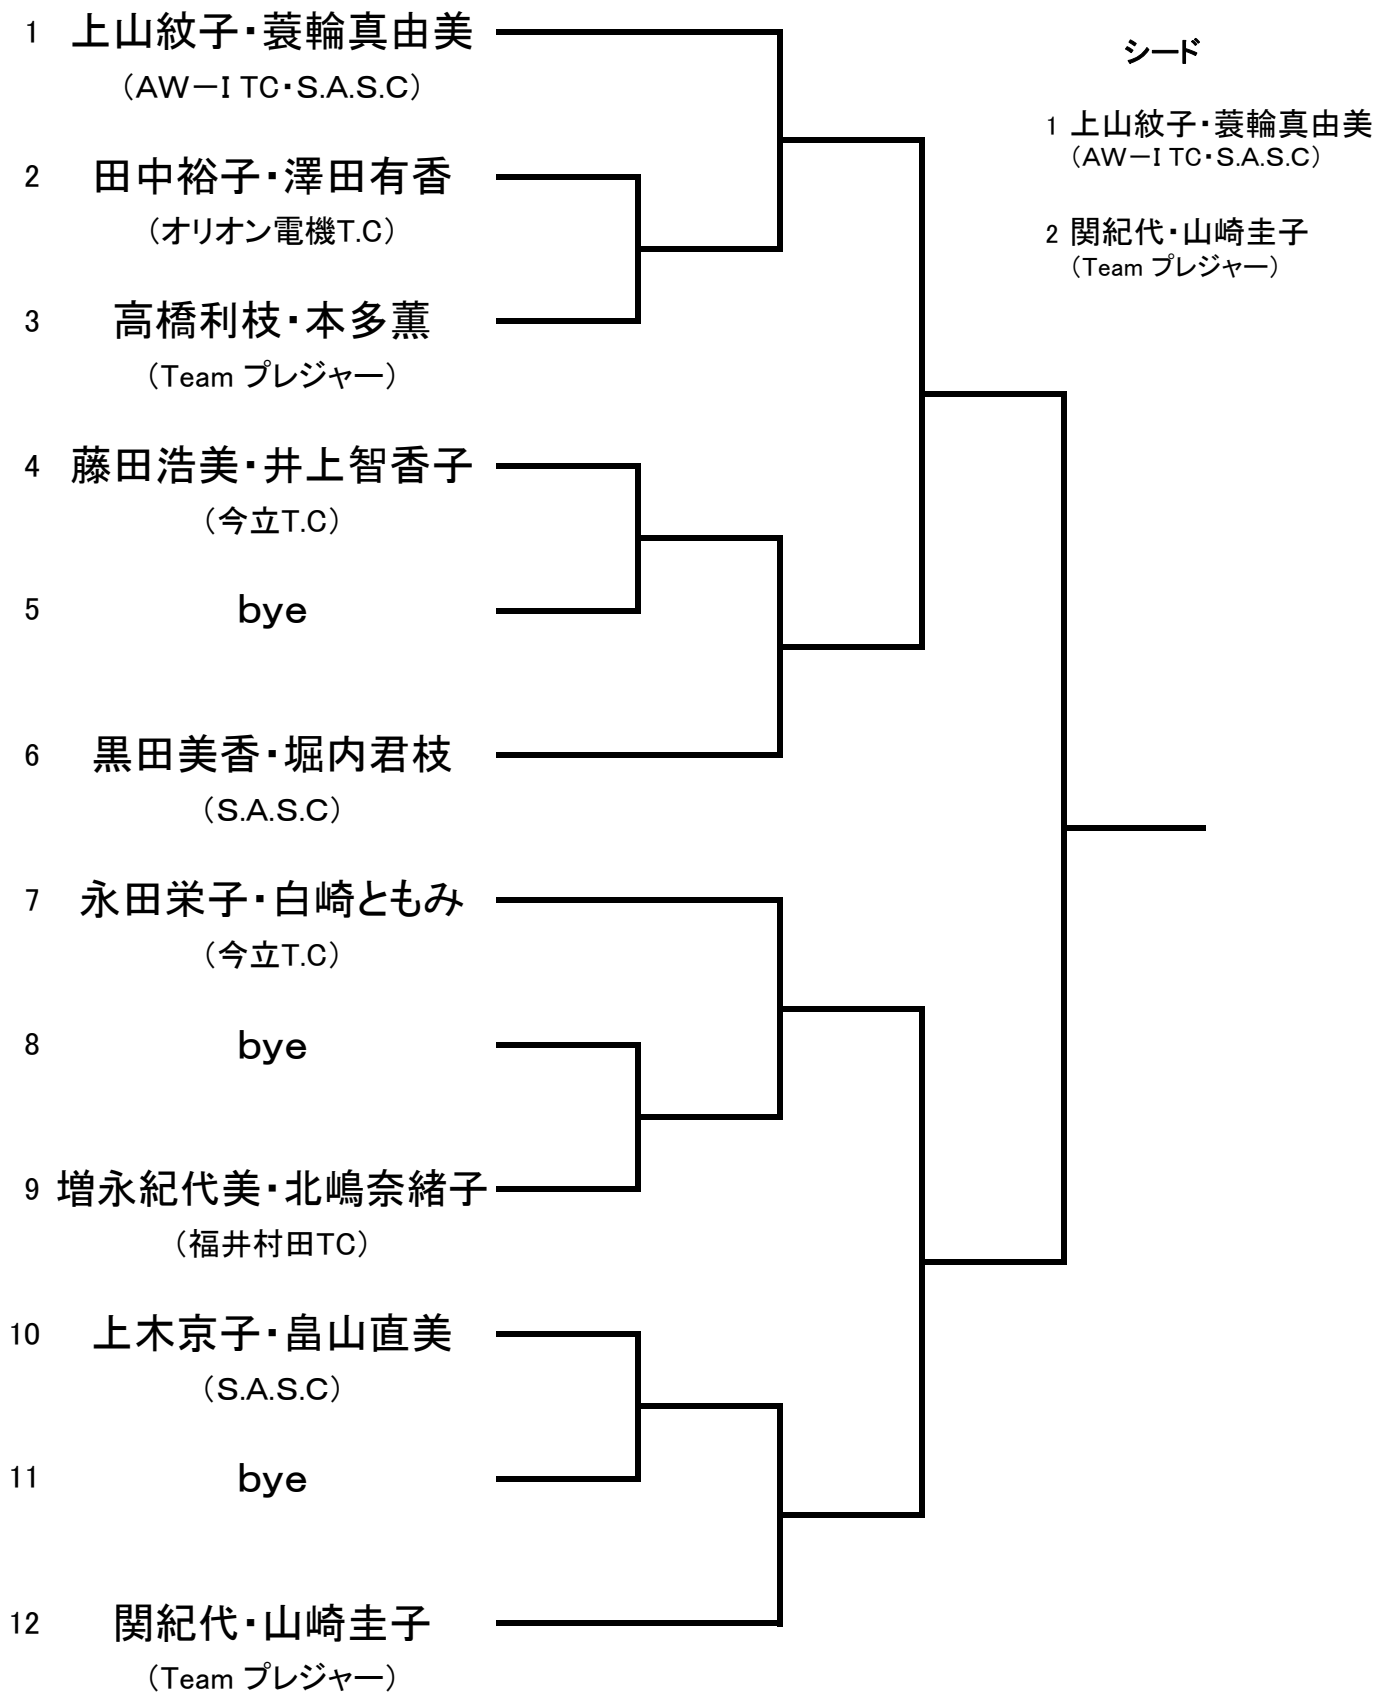 1 上山紋子・蓑輪真由美
（AW－I TC・S.A.S.C）
2 田中裕子・澤田有香
（オリオン電機T.C）
3 高橋利枝・本多薫
（Team プレジャー）
4 藤田浩美・井上智香子
（今立T.C）
5 bye
6 黒田美香・堀内君枝
（S.A.S.C）
7 永田栄子・白崎ともみ
（今立T.C）
8 bye
9 増永紀代美・北嶋奈緒子
（福井村田TC）
10 上木京子・畠山直美
（S.A.S.C）
11 bye
12 関紀代・山崎圭子
（Team プレジャー）
シード
1 上山紋子・蓑輪真由美
（AW－I TC・S.A.S.C）
2 関紀代・山崎圭子
（Team プレジャー）